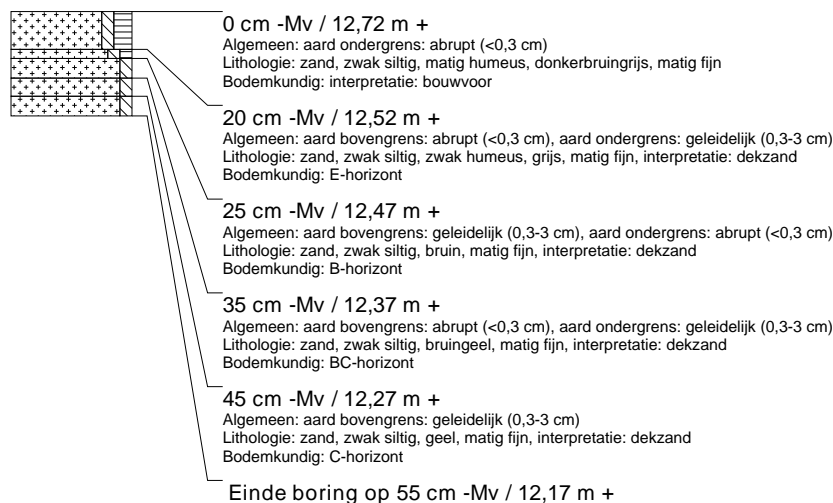 0 cm -Mv / 12,72 m +
Algemeen: aard ondergrens: abrupt (<0,3 cm)
Lithologie: zand, zwak siltig, matig humeus, donkerbruingrijs, matig fijn
Bodemkundig: interpretatie: bouwvoor
20 cm -Mv / 12,52 m +
Algemeen: aard bovengrens: abrupt (<0,3 cm), aard ondergrens: geleidelijk (0,3-3 cm)
Lithologie: zand, zwak siltig, zwak humeus, grijs, matig fijn, interpretatie: dekzand
Bodemkundig: E-horizont
25 cm -Mv / 12,47 m +
Algemeen: aard bovengrens: geleidelijk (0,3-3 cm), aard ondergrens: abrupt (<0,3 cm)
Lithologie: zand, zwak siltig, bruin, matig fijn, interpretatie: dekzand
Bodemkundig: B-horizont
35 cm -Mv / 12,37 m +
Algemeen: aard bovengrens: abrupt (<0,3 cm), aard ondergrens: geleidelijk (0,3-3 cm)
Lithologie: zand, zwak siltig, bruingeel, matig fijn, interpretatie: dekzand
Bodemkundig: BC-horizont
45 cm -Mv / 12,27 m +
Algemeen: aard bovengrens: geleidelijk (0,3-3 cm)
Lithologie: zand, zwak siltig, geel, matig fijn, interpretatie: dekzand
Bodemkundig: C-horizont
Einde boring op 55 cm -Mv / 12,17 m +